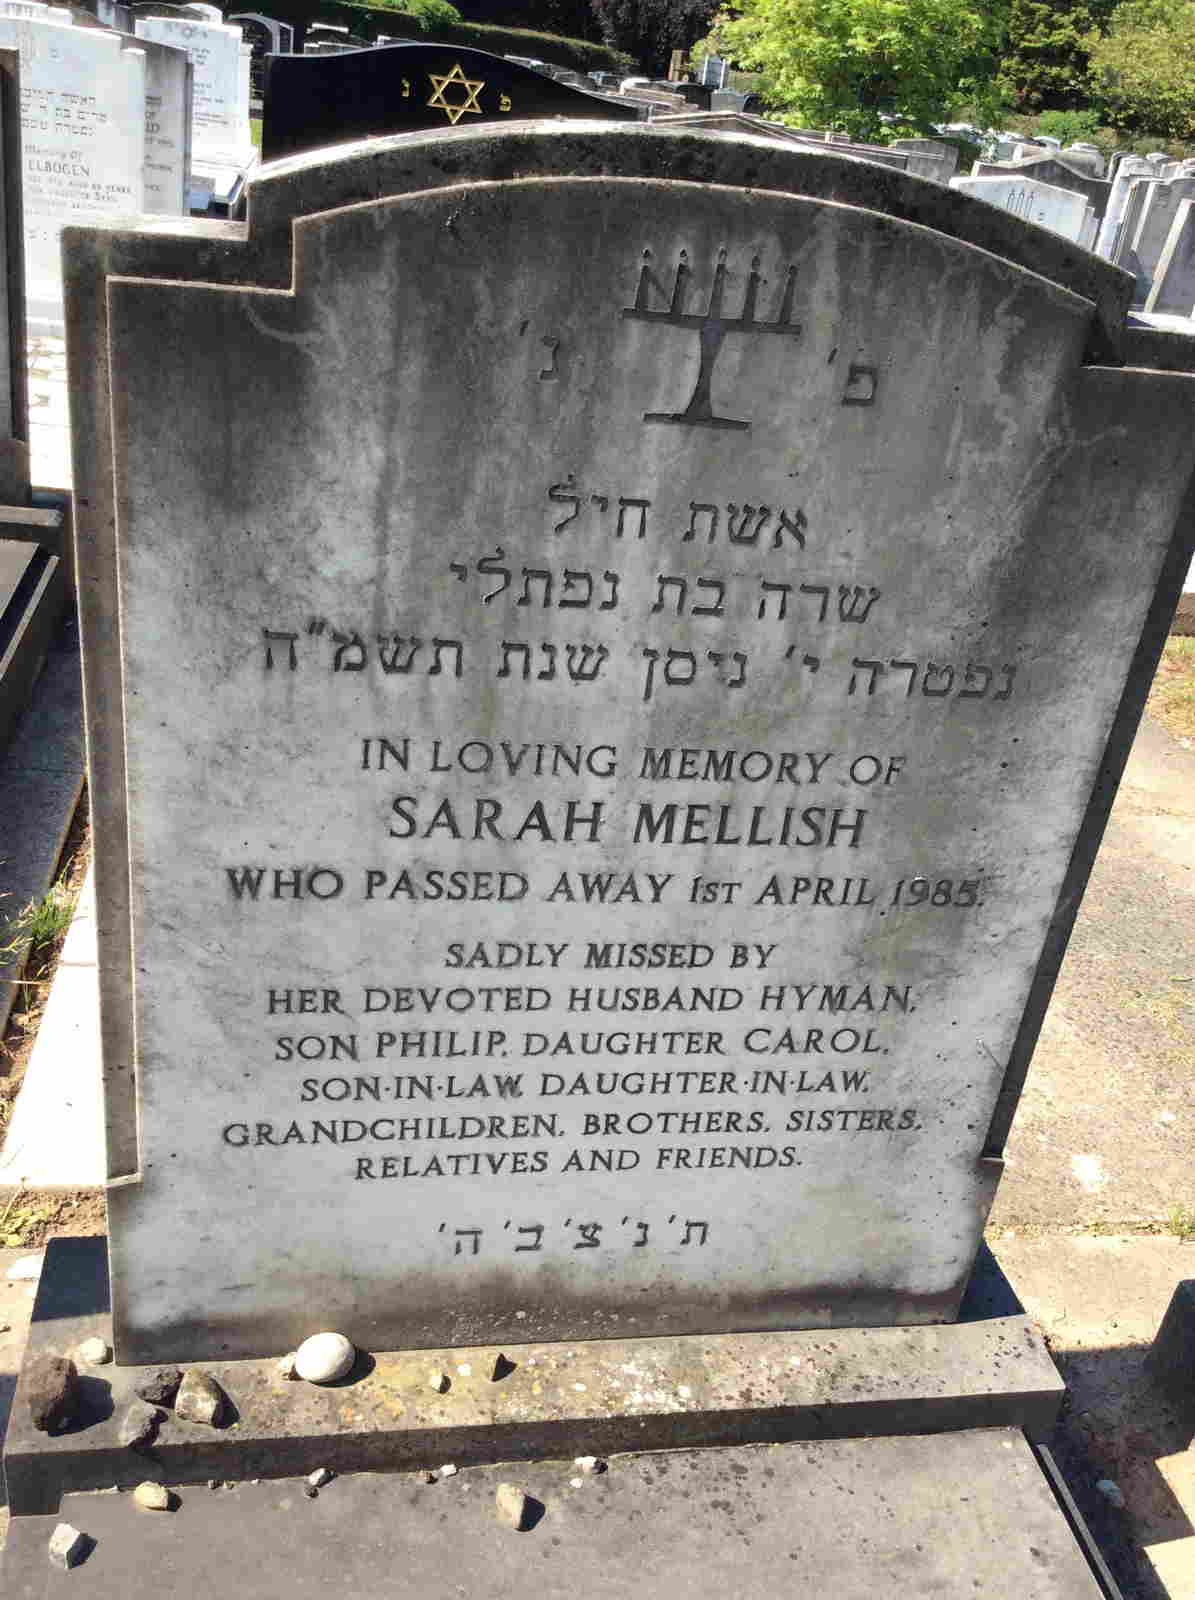 נ' פ'
פ' נ'
אשת חיל
שרה בת נפתלי
נפטרה י' ניסן שנת תשמ"ה
IN LOVING MEMORY OF
SARAH MELLISH
WHO PASSED AWAY 1ST APRIL 1985.
SADLY MISSED BY
HER DEVOTED HUSBAND HYMAN,
SON PHILIP, DAUGHTER CAROL,
SON·IN·LAW, DAUGHTER·IN·LAW,
GRANDCHILDREN, BROTHERS, SISTERS,
RELATIVES AND FRIENDS.
ת' נ' צ' ב' ה'
ELBOGEN